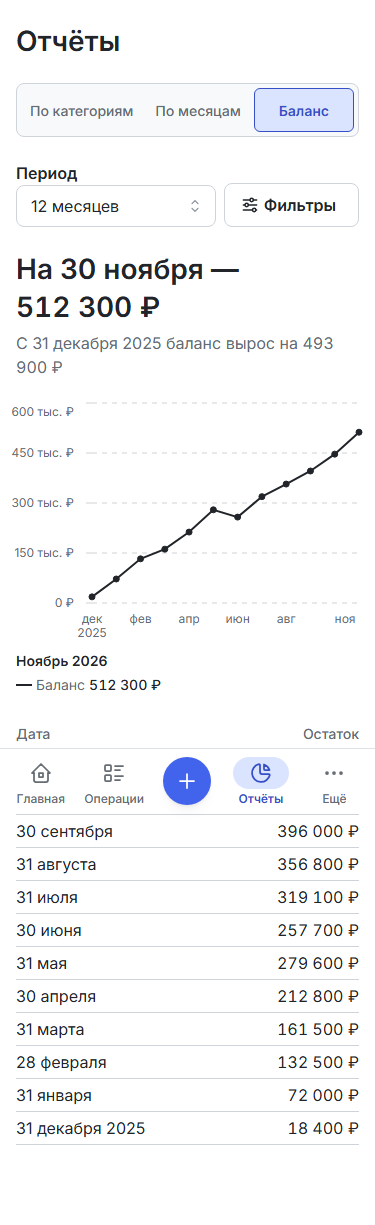 Отчёты
По категориям По месяцам Баланс
Период
12 месяцев Фильтры
На 30 ноября —
512 300 ₽
С 31 декабря 2025 баланс вырос на 493
900 ₽
600 тыс. ₽
450 тыс. ₽
300 тыс. ₽
150 тыс. ₽
0 ₽
дек фев апр июн авг ноя
2025
Ноябрь 2026
Баланс 512 300 ₽
Дата Остаток
Главная Операции Отчёты Ещё
30 сентября 396 000 ₽
31 августа 356 800 ₽
31 июля 319 100 ₽
30 июня 257 700 ₽
31 мая 279 600 ₽
30 апреля 212 800 ₽
31 марта 161 500 ₽
28 февраля 132 500 ₽
31 января 72 000 ₽
31 декабря 2025 18 400 ₽